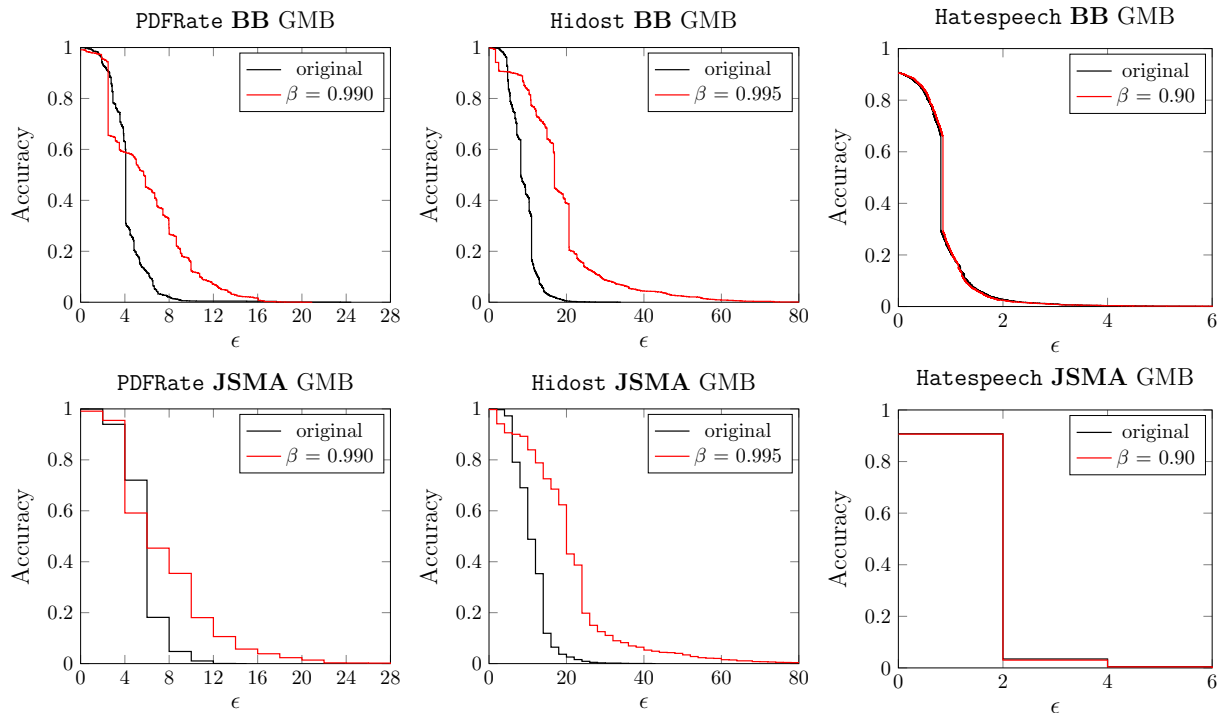 PDFRate BB GMB
1
0.8
0.6
0.4
0.2
0
0 4 8 12 16 20 24 28
Accuracy
ϵ
original
β = 0.990
Hidost BB GMB
1
0.8
0.6
0.4
0.2
0
0 20 40 60 80
Accuracy
ϵ
original
β = 0.995
Hatespeech BB GMB
1
0.8
0.6
0.4
0.2
0
0 2 4 6
Accuracy
ϵ
original
β = 0.90
PDFRate JSMA GMB
1
0.8
0.6
0.4
0.2
0
0 4 8 12 16 20 24 28
Accuracy
ϵ
original
β = 0.990
Hidost JSMA GMB
1
0.8
0.6
0.4
0.2
0
0 20 40 60 80
Accuracy
ϵ
original
β = 0.995
Hatespeech JSMA GMB
1
0.8
0.6
0.4
0.2
0
0 2 4 6
Accuracy
ϵ
original
β = 0.90